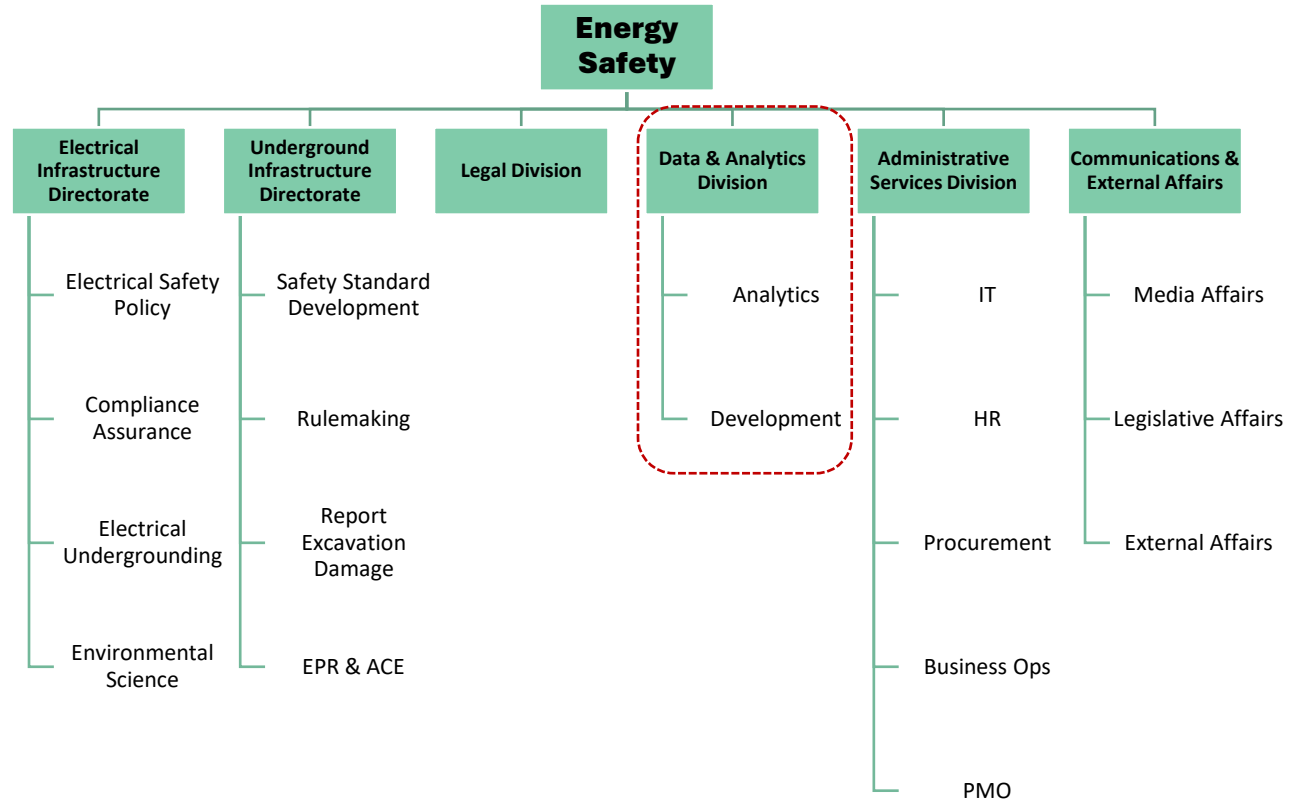 Energy
Safety
Electrical
Infrastructure
Directorate
Underground
Infrastructure
Directorate
Legal Division
Data & Analytics
Division
Administrative
Services Division
Communications &
External Affairs
Electrical Safety
Policy
Compliance
Assurance
Electrical
Undergrounding
Environmental
Science
Safety Standard
Development
Rulemaking
Report
Excavation
Damage
EPR & ACE
Analytics
Development
IT
HR
Procurement
Business Ops
PMO
Media Affairs
Legislative Affairs
External Affairs